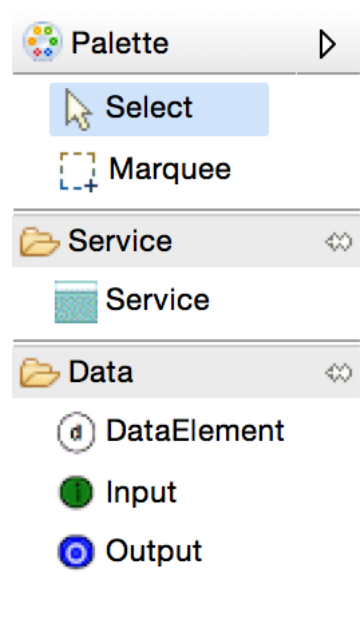 Palette
Select
Marquee
Service
Service
Data
d DataElement
i Input
Output